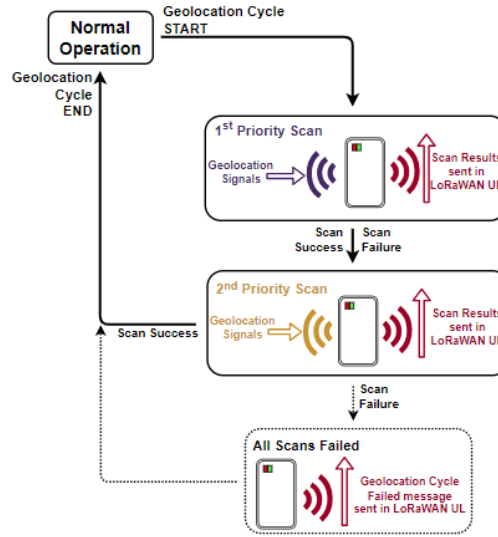 Normal
Operation
Geolocation Cycle
START
Geolocation
Cycle
END
1st Priority Scan
Geolocation
Signals
Scan Results
sent in
LoRaWAN UL
Scan
Success
Scan
Failure
2nd Priority Scan
Geolocation
Signals
Scan Results
sent in
LoRaWAN UL
Scan Success
Scan
Failure
All Scans Failed
Geolocation Cycle
Failed message
sent in LoRaWAN UL